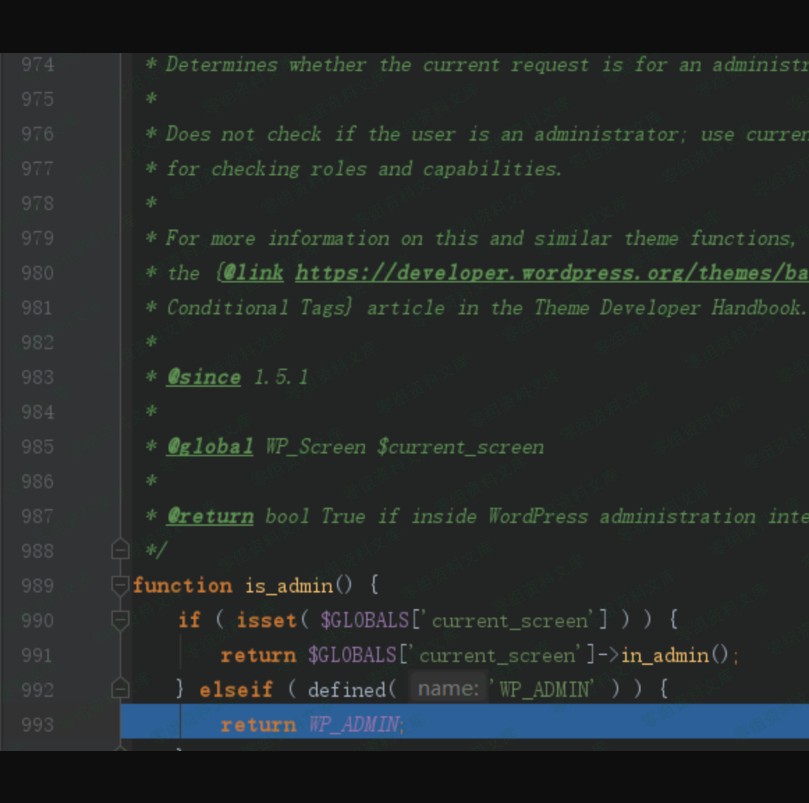 974 * Determines whether the current request is for an administr
975 *
976 * Does not check if the user is an administrator; use curren
977 * for checking roles and capabilities.
978 *
979 * For more information on this and similar theme functions,
980 * the {@link https://developer.wordpress.org/themes/ba
981 * Conditional Tags} article in the Theme Developer Handbook.
982 *
983 * @since 1.5.1
984 *
985 * @global WP_Screen $current_screen
986 *
987 * @return bool True if inside WordPress administration inte
988 */
989 function is_admin() {
990 if ( isset( $GLOBALS['current_screen'] ) ) {
991 return $GLOBALS['current_screen']->in_admin();
992 } elseif ( defined( name: 'WP_ADMIN' ) ) {
993 return WP_ADMIN;